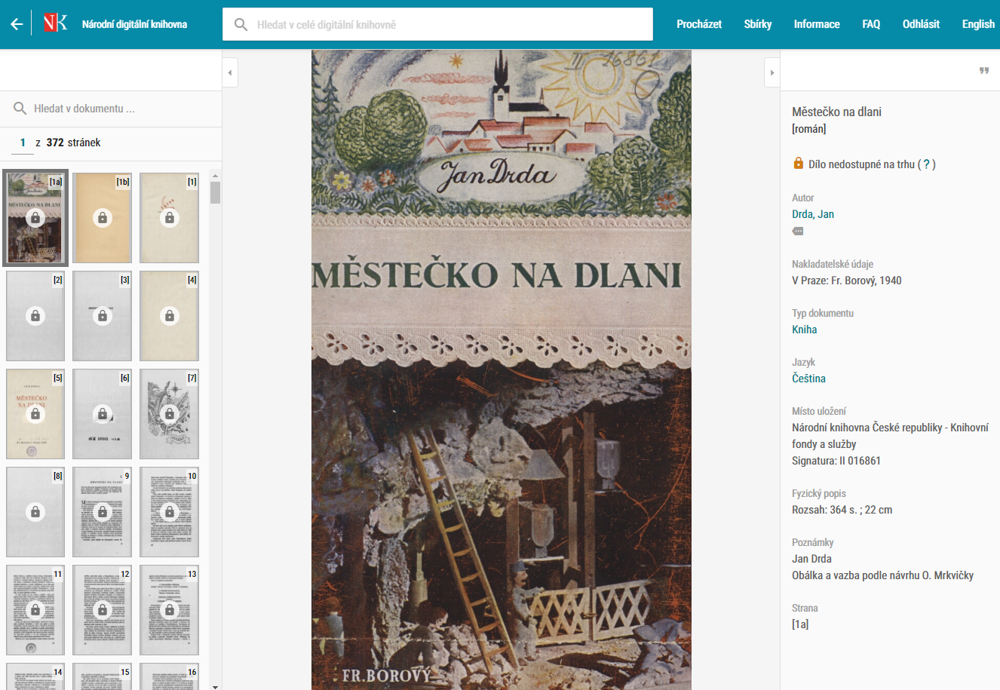 Národní digitální knihovna
Hledat v celé digitální knihovně
Procházet
Sbírky
Informace
FAQ
Odhlásit
English
Hledat v dokumentu ...
1 z 372 stránek
[1a]
[1b]
[1]
[2]
[3]
[4]
[5]
[6]
[7]
[8]
9
10
11
12
13
14
15
16
II 16861
Jan Drda
MĚSTEČKO NA DLANI
FR. BOROVÝ
Městečko na dlani
[román]
Dílo nedostupné na trhu ( ? )
Autor
Drda, Jan
Nakladatelské údaje
V Praze: Fr. Borový, 1940
Typ dokumentu
Kniha
Jazyk
Čeština
Místo uložení
Národní knihovna České republiky - Knihovní
fondy a služby
Signatura: II 016861
Fyzický popis
Rozsah: 364 s. ; 22 cm
Poznámky
Jan Drda
Obálka a vazba podle návrhu O. Mrkvičky
Strana
[1a]